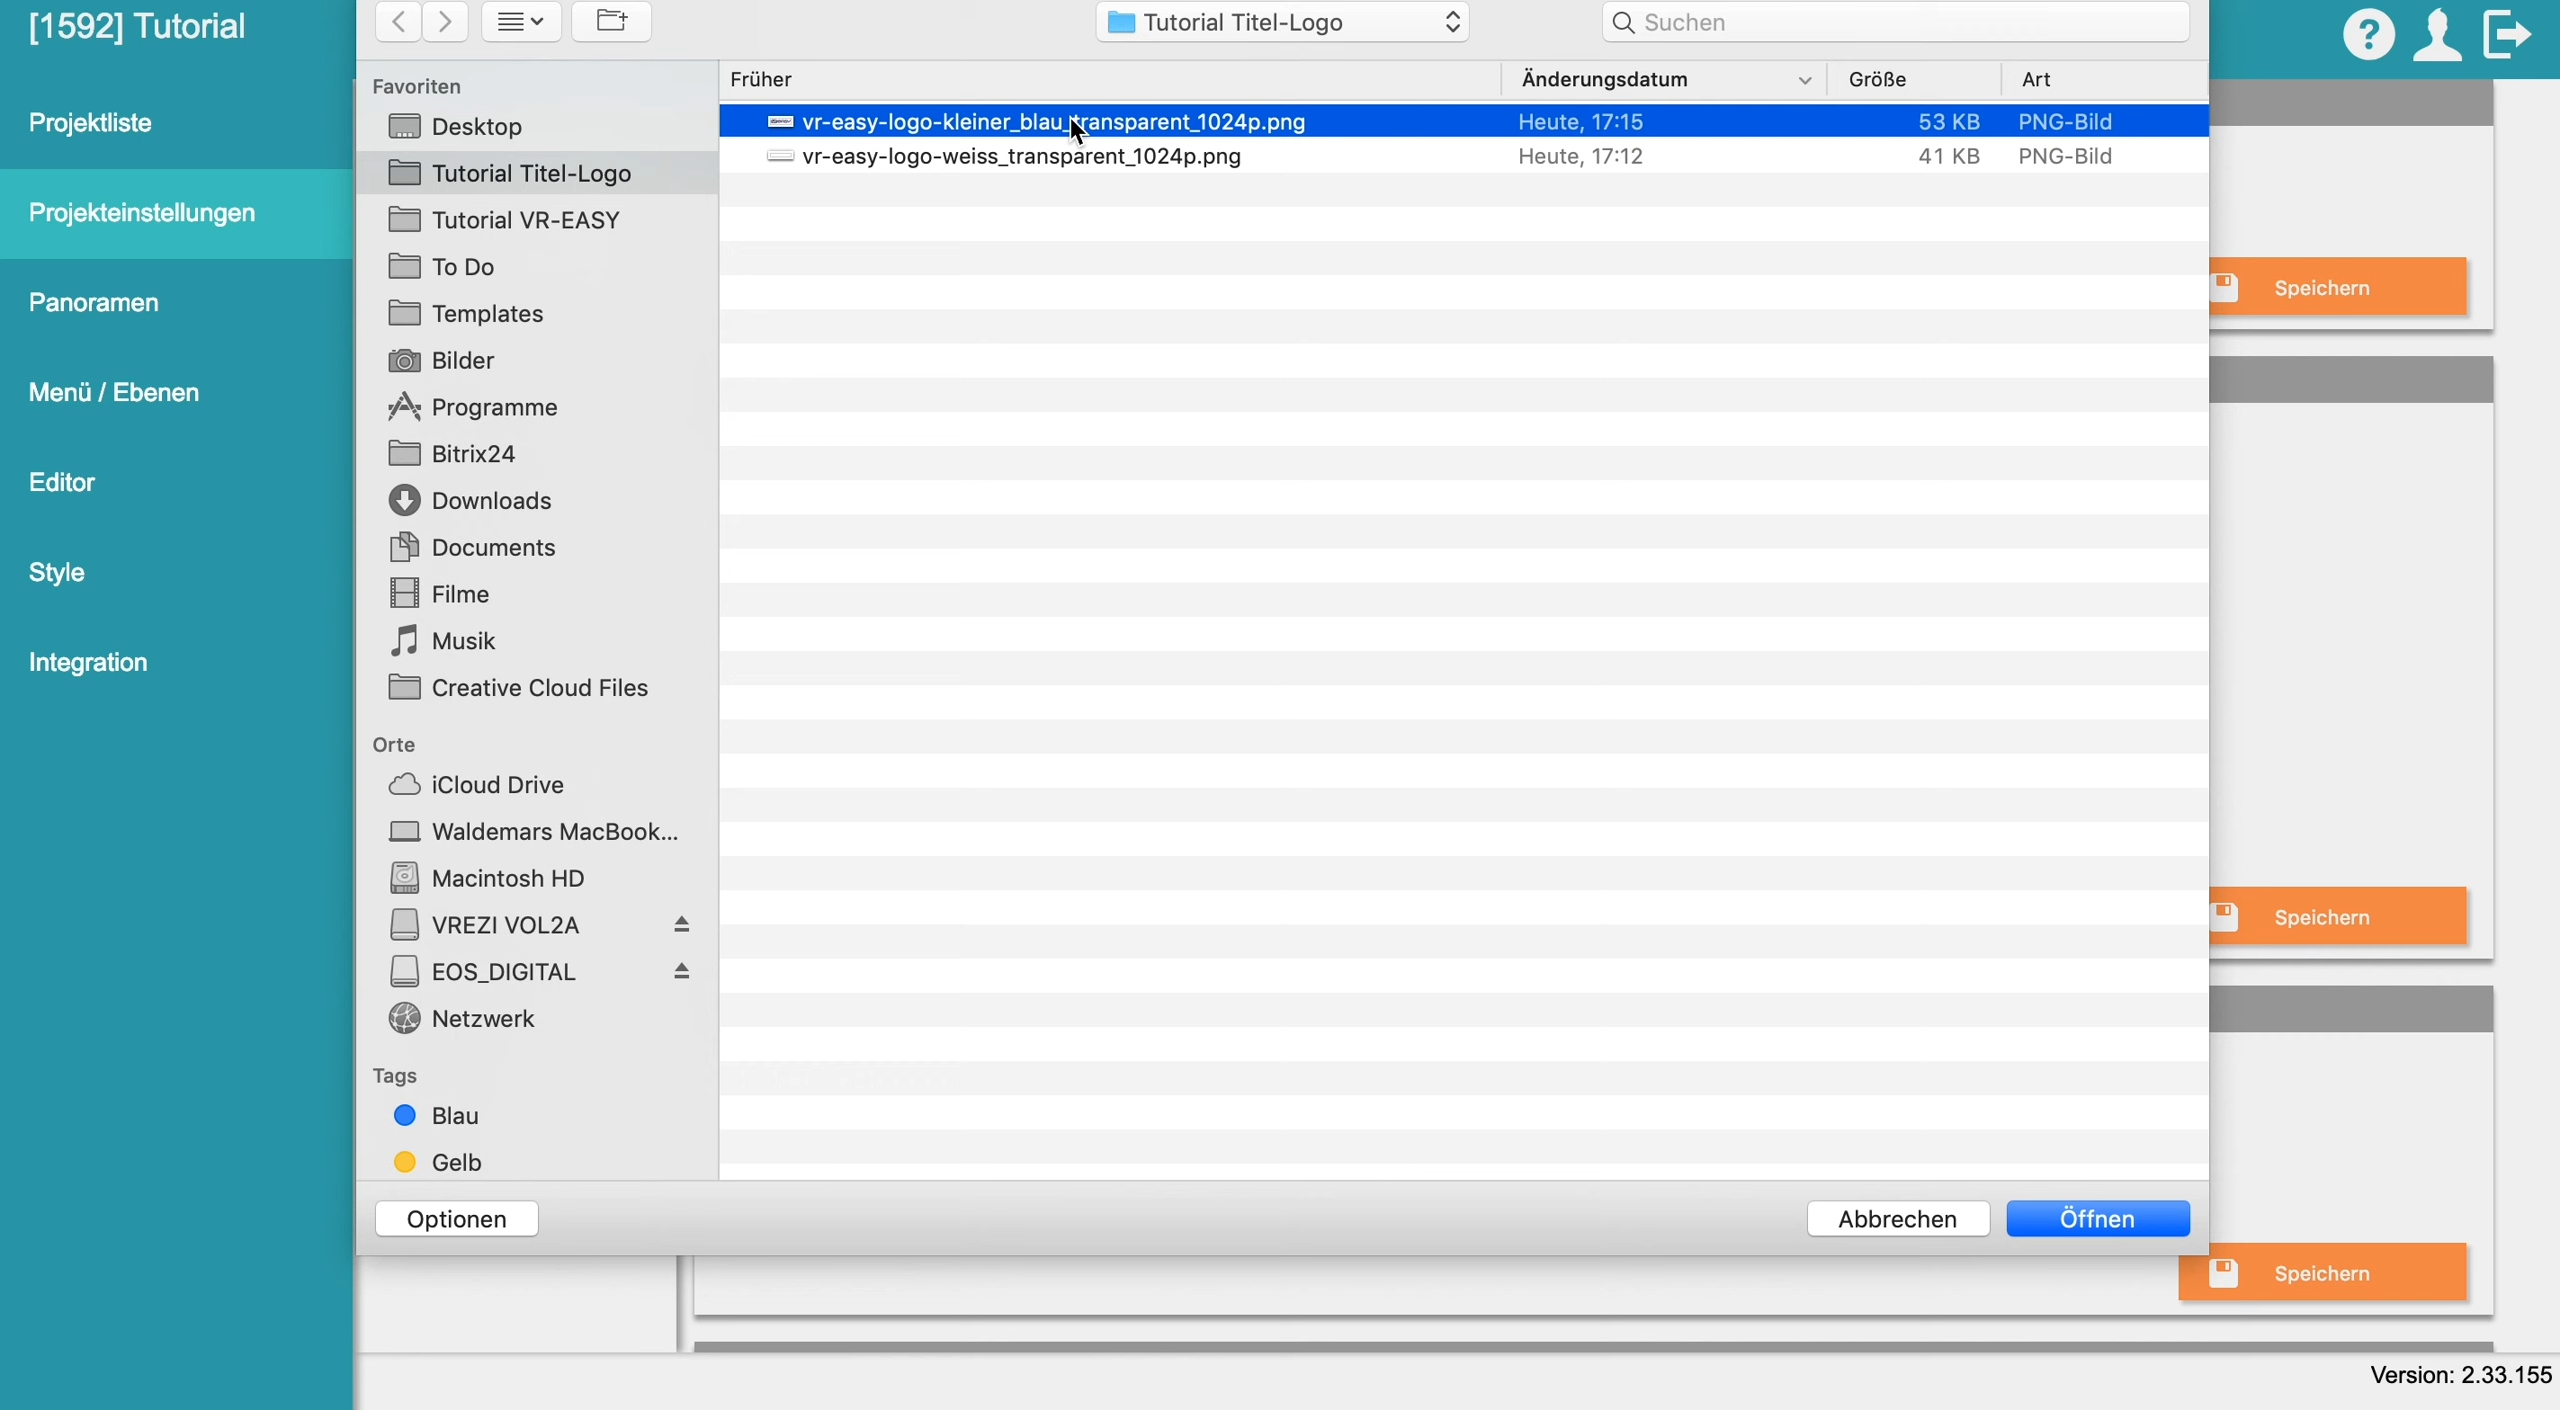 [1592] Tutorial
Projektliste
Projekteinstellungen
Panoramen
Menü / Ebenen
Editor
Style
Integration
Tutorial Titel-Logo
Suchen
Favoriten
Desktop
Tutorial Titel-Logo
Tutorial VR-EASY
To Do
Templates
Bilder
Programme
Bitrix24
Downloads
Documents
Filme
Musik
Creative Cloud Files
Orte
iCloud Drive
Waldemars MacBook...
Macintosh HD
VREZI VOL2A
EOS_DIGITAL
Netzwerk
Tags
Blau
Gelb
Früher Änderungsdatum Größe Art
vr-easy-logo-kleiner_blau_transparent_1024p.png Heute, 17:15 53 KB PNG-Bild
vr-easy-logo-weiss_transparent_1024p.png Heute, 17:12 41 KB PNG-Bild
Optionen
Abbrechen
Öffnen
?
Speichern
Speichern
Speichern
Version: 2.33.155